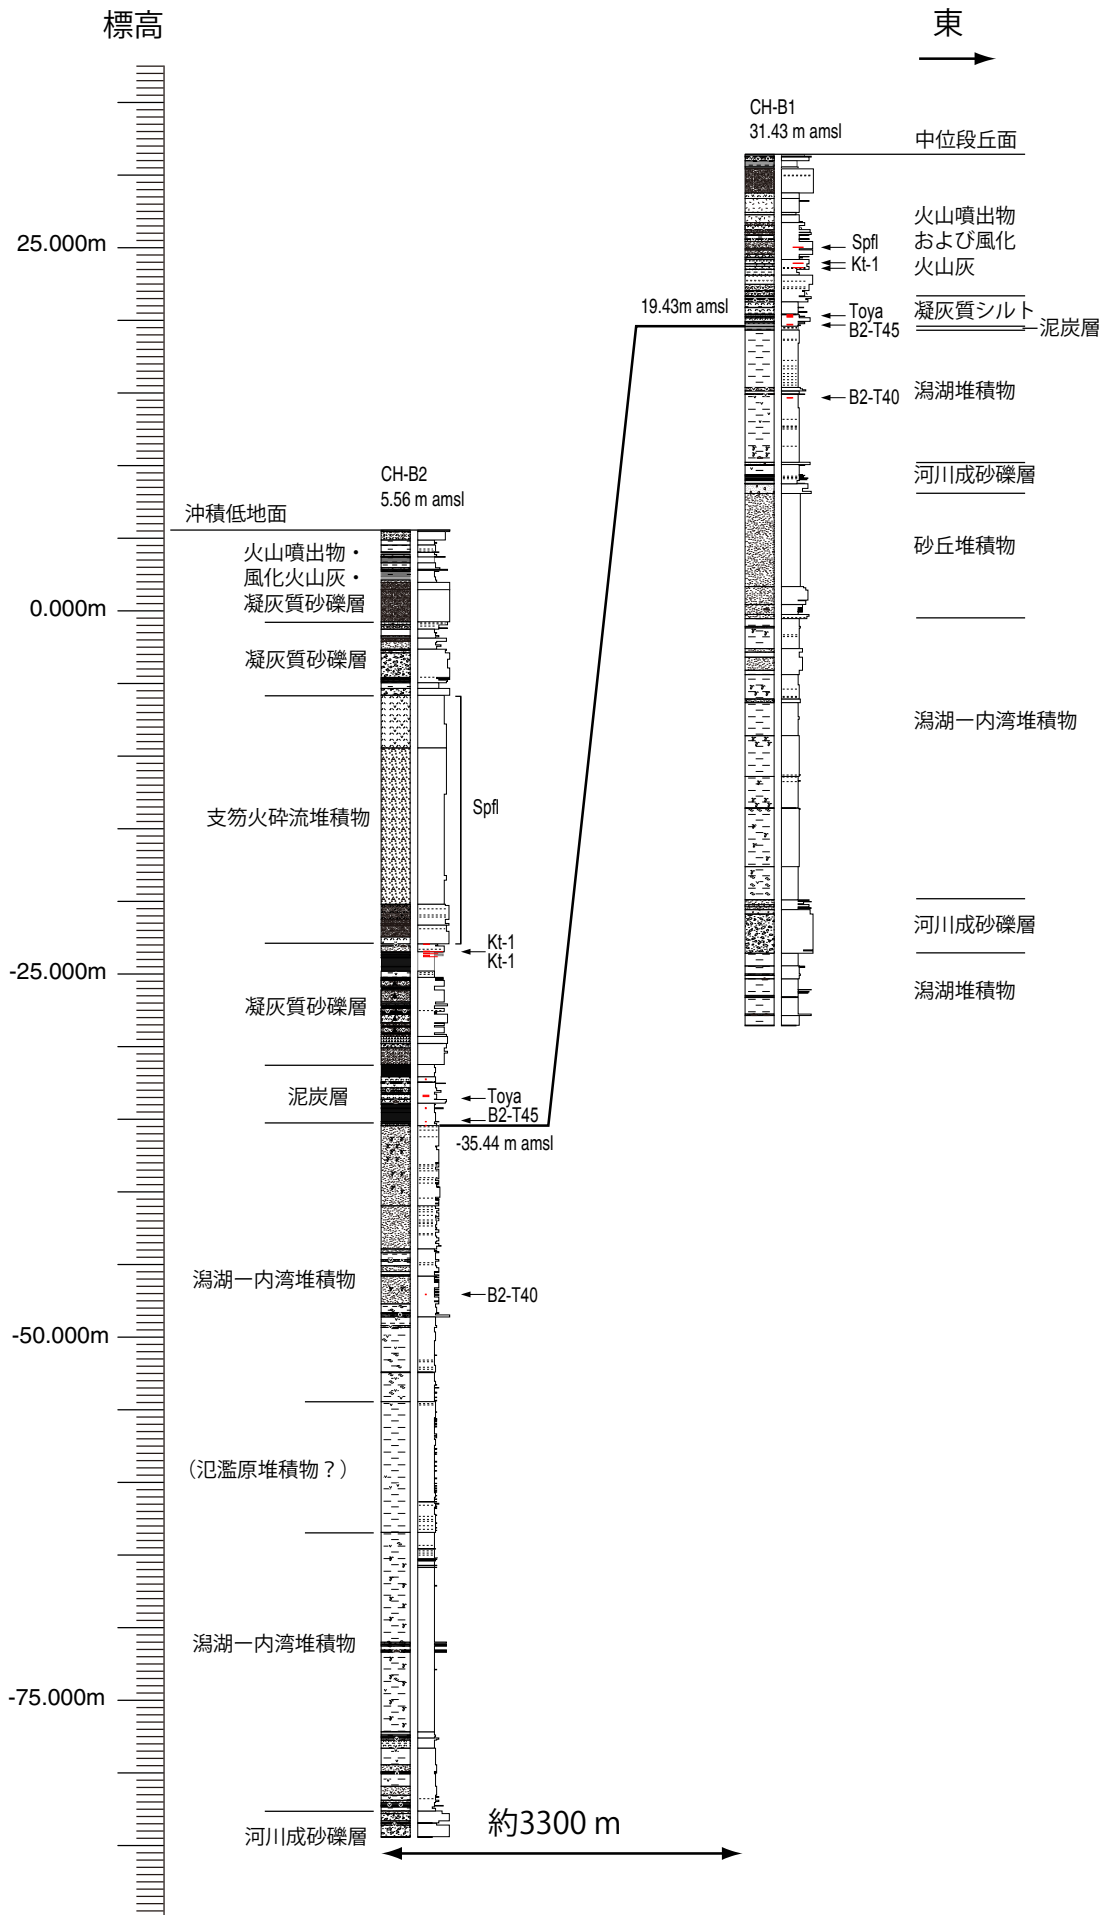 標高
東
CH-B1
31.43 m amsl
中位段丘面
火山噴出物
および風化
火山灰
25.000m
Spfl
Kt-1
凝灰質シルト
19.43m amsl
Toya
B2-T45
泥炭層
B2-T40
潟湖堆積物
CH-B2
5.56 m amsl
河川成砂礫層
沖積低地面
砂丘堆積物
火山噴出物・
風化火山灰・
凝灰質砂礫層
0.000m
凝灰質砂礫層
潟湖ー内湾堆積物
支笏火砕流堆積物
Spfl
河川成砂礫層
Kt-1
Kt-1
-25.000m
潟湖堆積物
凝灰質砂礫層
泥炭層
Toya
B2-T45
-35.44 m amsl
潟湖ー内湾堆積物
B2-T40
-50.000m
（氾濫原堆積物？）
潟湖ー内湾堆積物
-75.000m
約3300 m
河川成砂礫層